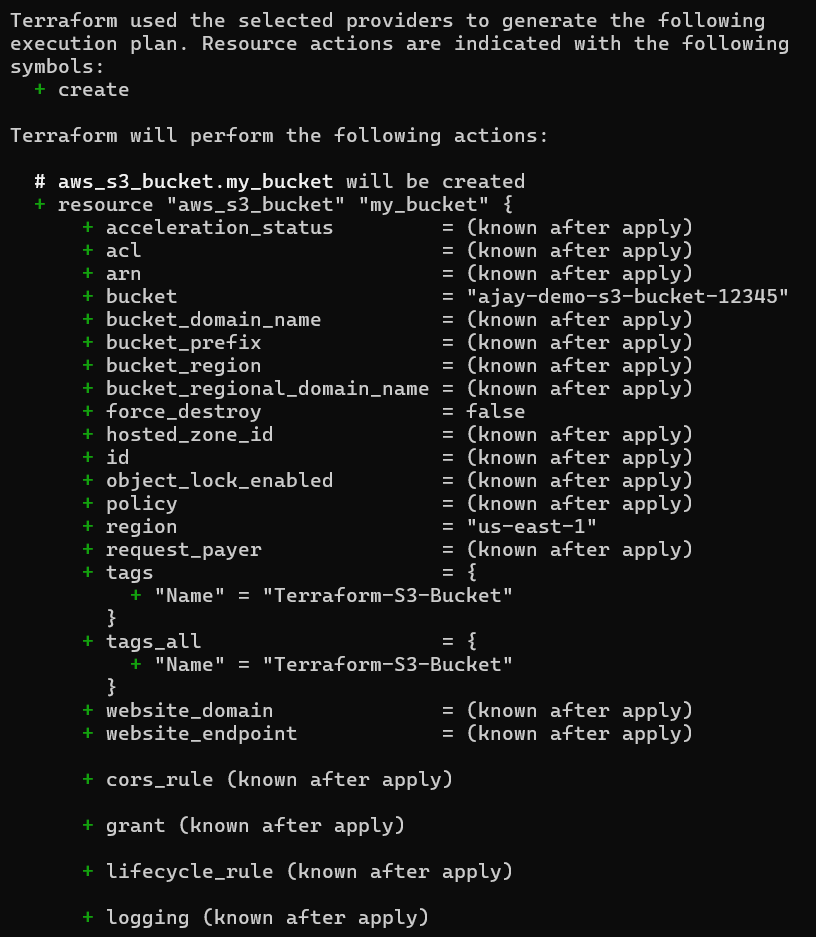 Terraform used the selected providers to generate the following
execution plan. Resource actions are indicated with the following
symbols:
  + create

Terraform will perform the following actions:

  # aws_s3_bucket.my_bucket will be created
  + resource "aws_s3_bucket" "my_bucket" {
      + acceleration_status         = (known after apply)
      + acl                         = (known after apply)
      + arn                         = (known after apply)
      + bucket                      = "ajay-demo-s3-bucket-12345"
      + bucket_domain_name          = (known after apply)
      + bucket_prefix               = (known after apply)
      + bucket_region               = (known after apply)
      + bucket_regional_domain_name = (known after apply)
      + force_destroy               = false
      + hosted_zone_id              = (known after apply)
      + id                          = (known after apply)
      + object_lock_enabled         = (known after apply)
      + policy                      = (known after apply)
      + region                      = "us-east-1"
      + request_payer               = (known after apply)
      + tags                        = {
          + "Name" = "Terraform-S3-Bucket"
        }
      + tags_all                    = {
          + "Name" = "Terraform-S3-Bucket"
        }
      + website_domain              = (known after apply)
      + website_endpoint            = (known after apply)

      + cors_rule (known after apply)

      + grant (known after apply)

      + lifecycle_rule (known after apply)

      + logging (known after apply)